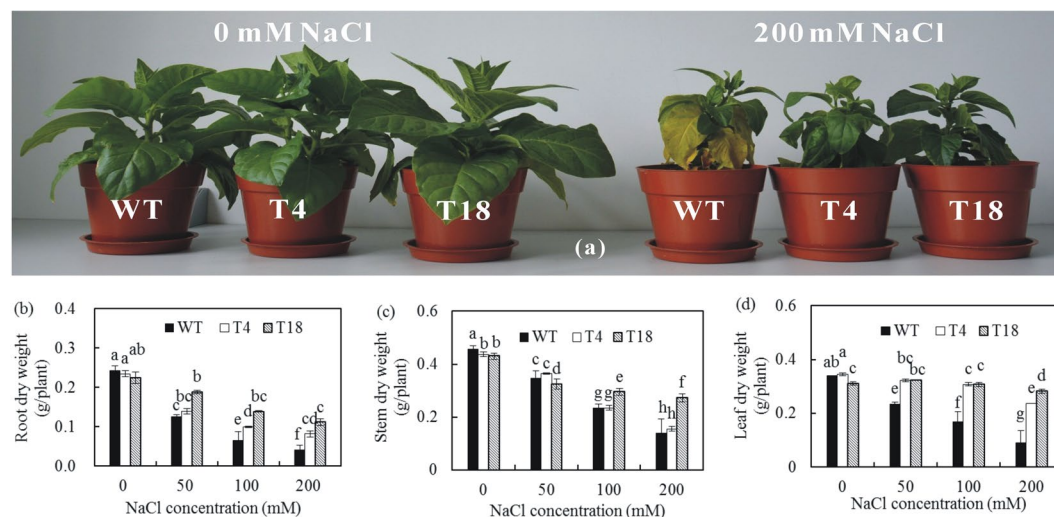 0 mM NaCl
200 mM NaCl
WT
T4
T18
WT
T4
T18
(a)
(b)
0.4
0.3
0.2
0.1
0.0
Root dry weight
(g/plant)
WT T4 T18
a a ab
c bc b
e d bc
f cd c
0 50 100 200
NaCl concentration (mM)
(c)
0.6
0.4
0.2
0
Stem dry weight
(g/plant)
WT T4 T18
a b b
c c d
g g e
h h f
0 50 100 200
NaCl concentration (mM)
(d)
0.6
0.4
0.2
0.0
Leaf dry weight
(g/plant)
WT T4 T18
ab a c
e bc bc
f c c
g e d
0 50 100 200
NaCl concentration (mM)